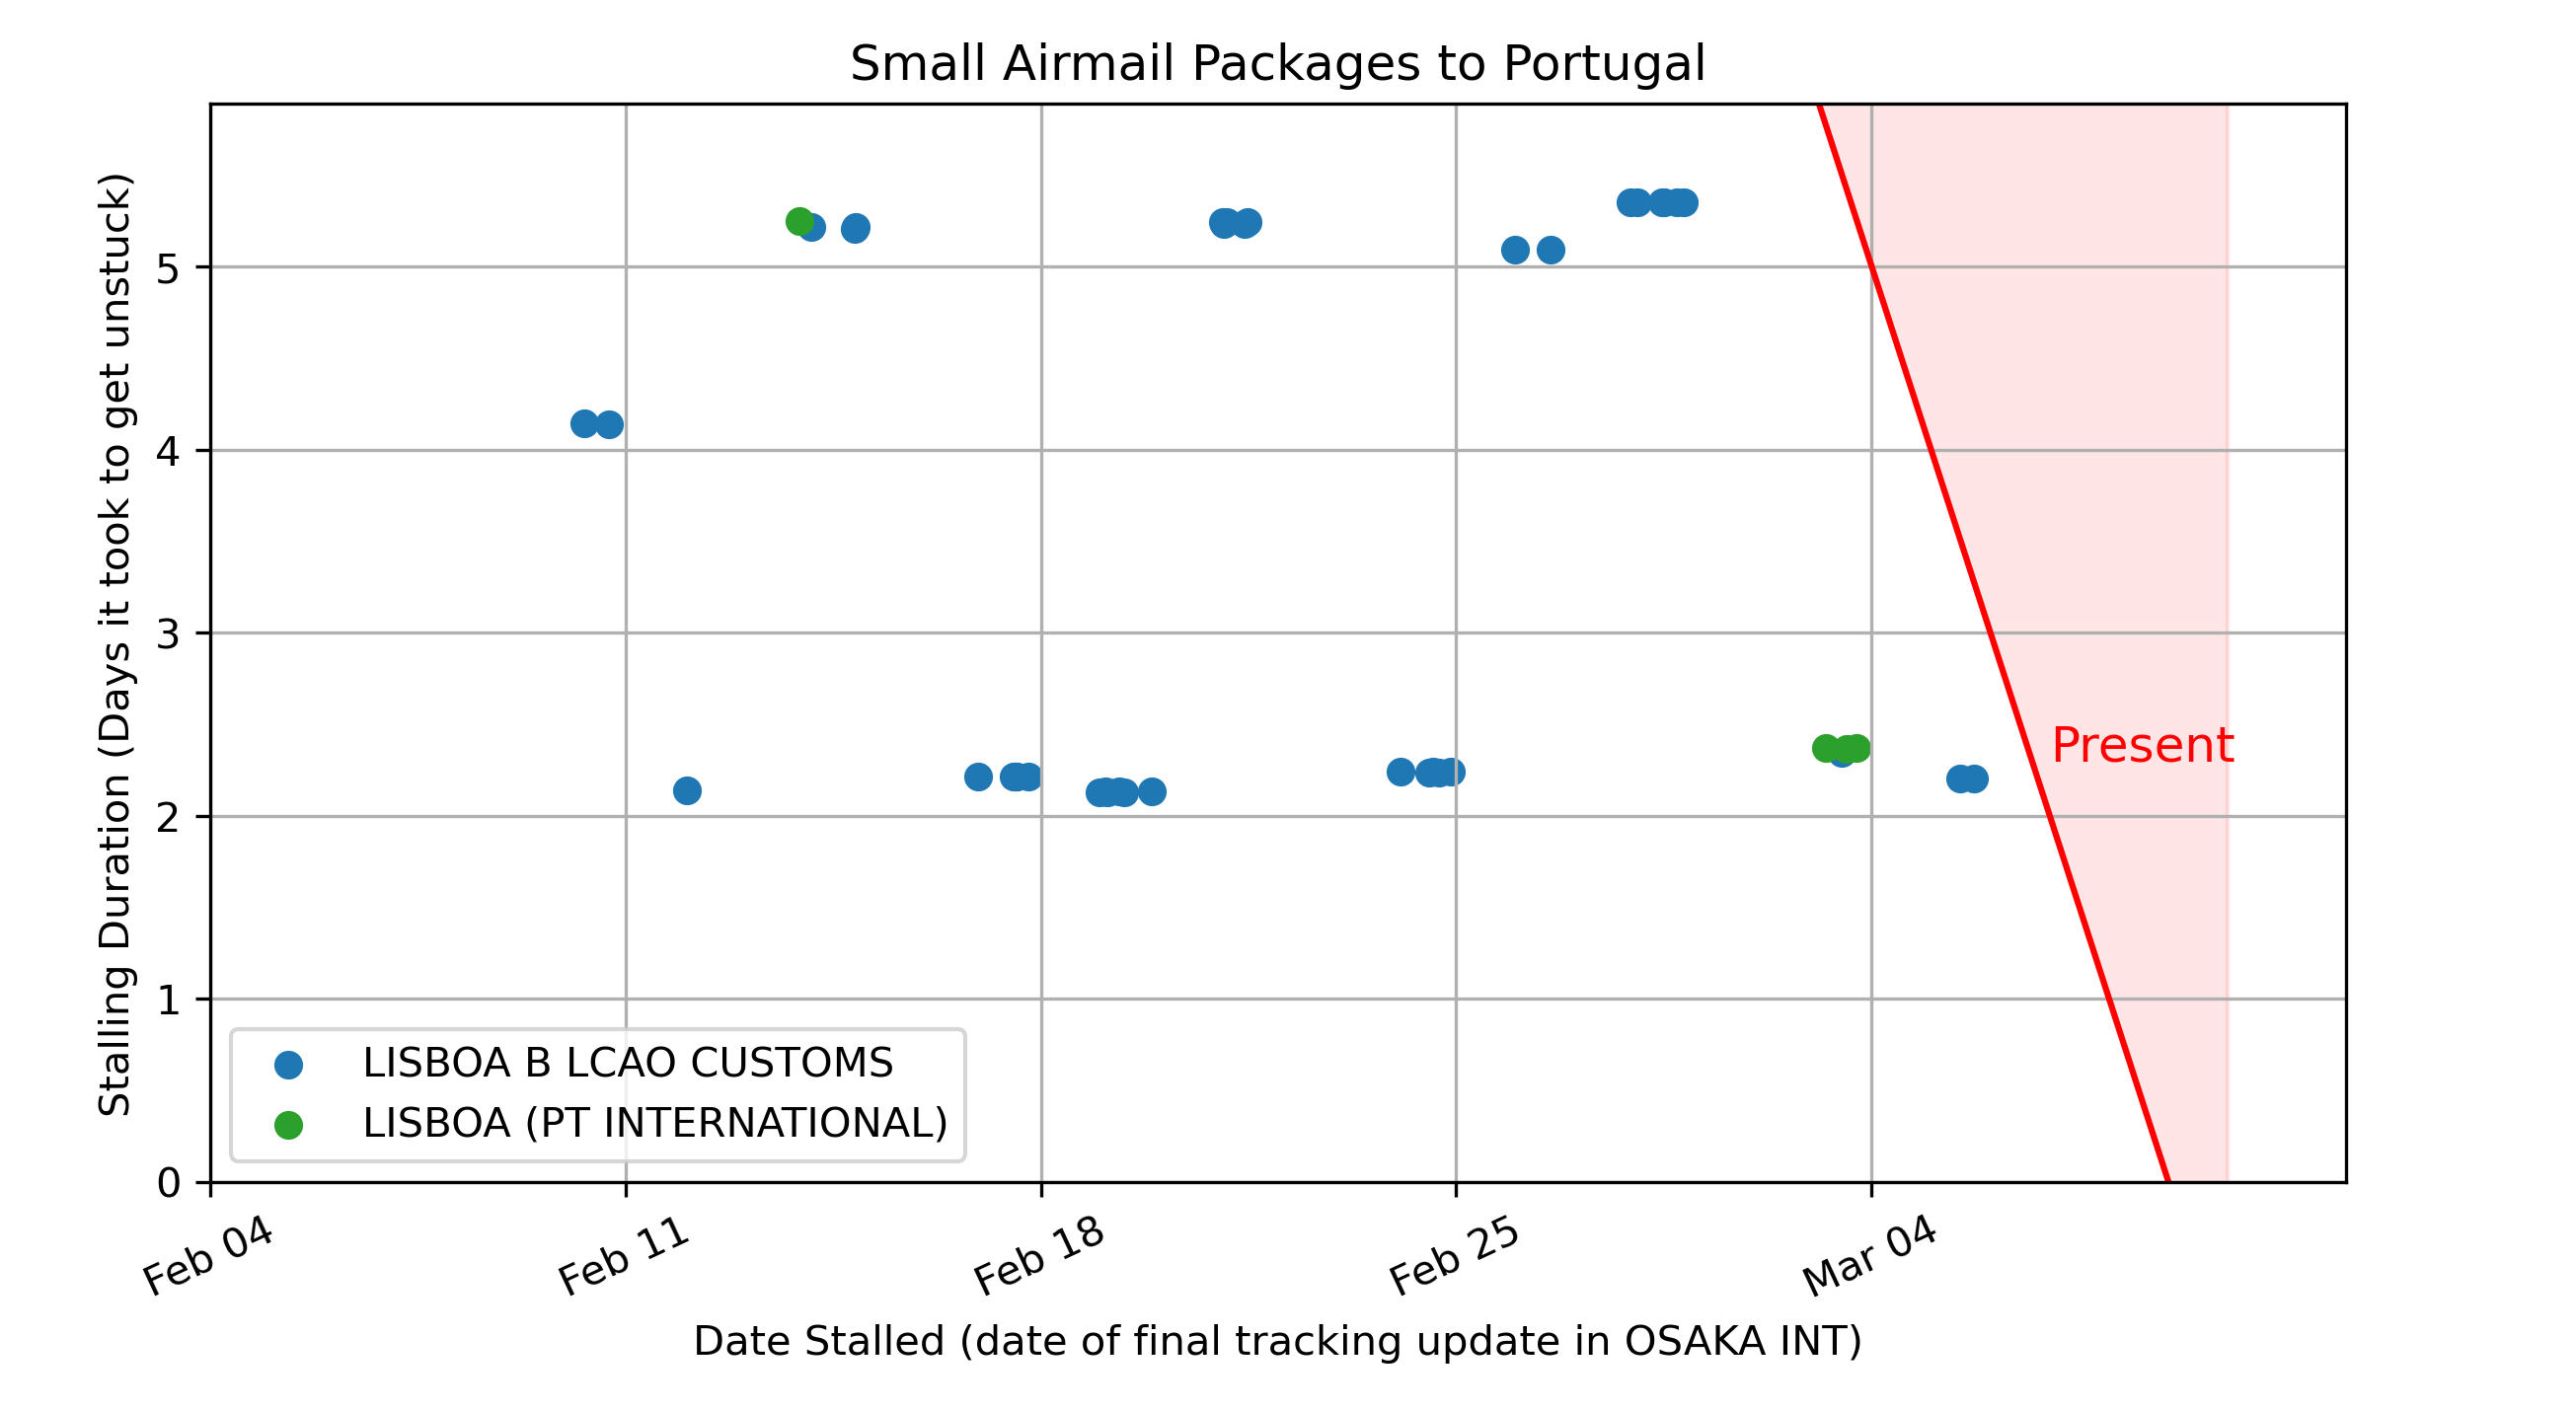 Small Airmail Packages to Portugal
Stalling Duration (Days it took to get unstuck)
5
4
3
2
1
0
Present
LISBOA B LCAO CUSTOMS
LISBOA (PT INTERNATIONAL)
Feb 04
Feb 11
Feb 18
Feb 25
Mar 04
Date Stalled (date of final tracking update in OSAKA INT)